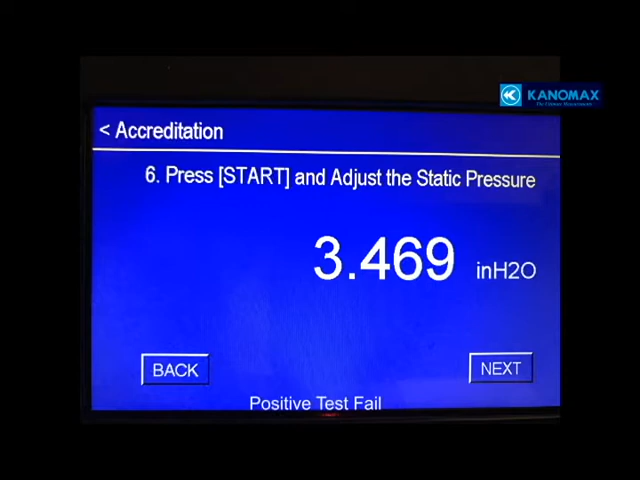 KANOMAX
The Ultimate Measurements
< Accreditation
6. Press [START] and Adjust the Static Pressure
3.469 inH2O
BACK
NEXT
Positive Test Fail